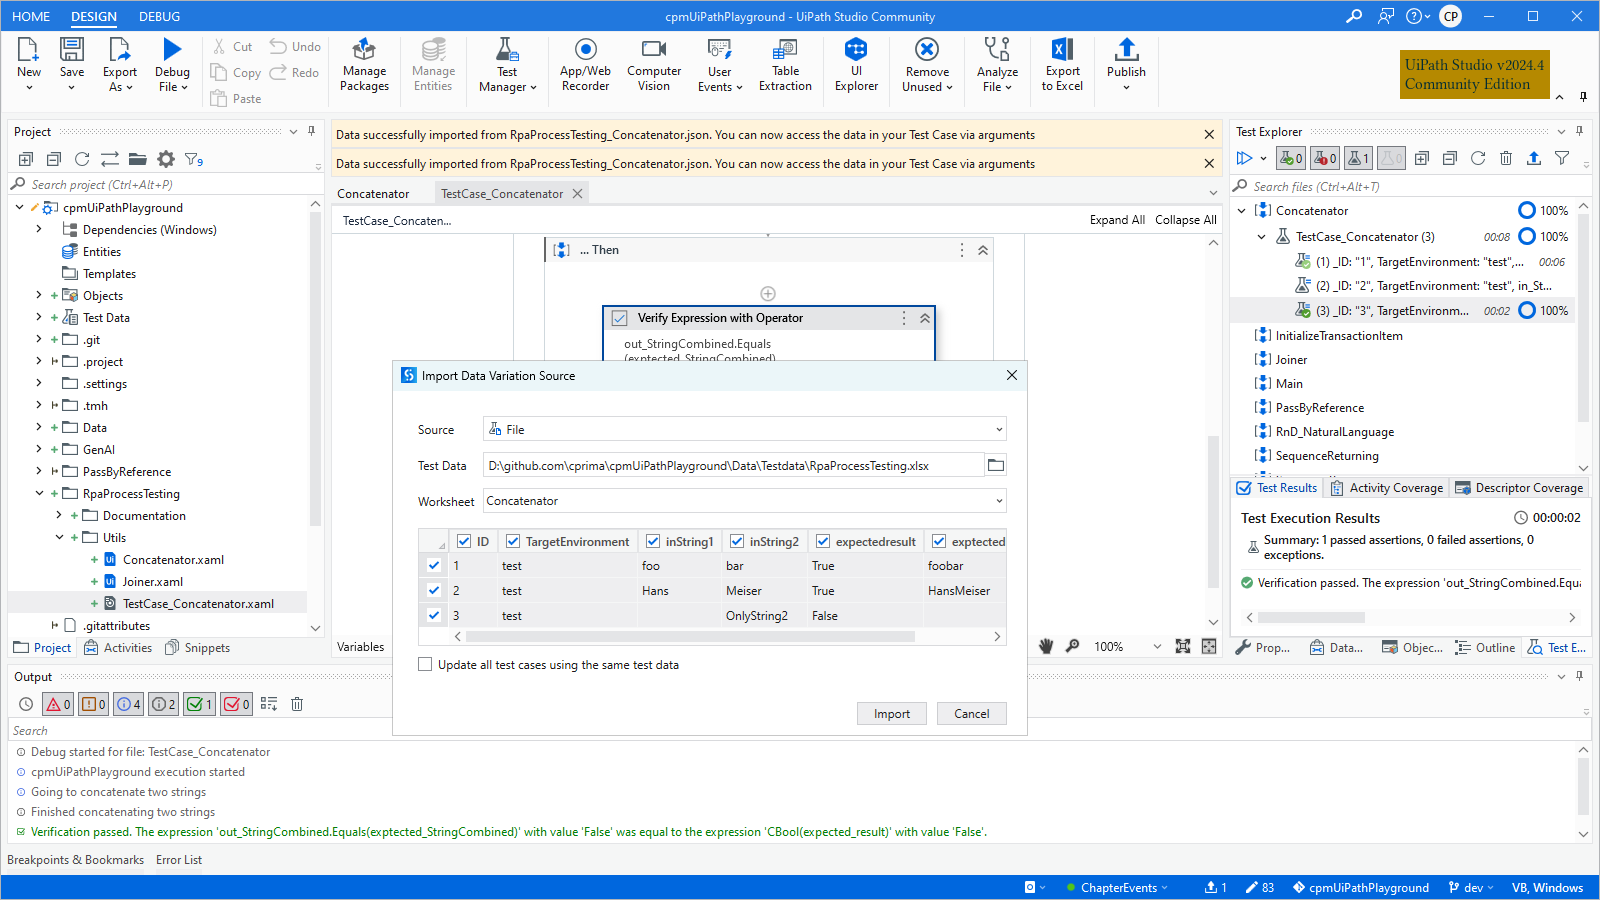 HOME DESIGN DEBUG
cpmUiPathPlayground - UiPath Studio Community
CP
New
Save
Export As
Debug File
Cut
Copy
Paste
Undo
Redo
Manage Packages
Manage Entities
Test Manager
App/Web Recorder
Computer Vision
User Events
Table Extraction
UI Explorer
Remove Unused
Analyze File
Export to Excel
Publish
UiPath Studio v2024.4
Community Edition
Project
9
Search project (Ctrl+Alt+P)
cpmUiPathPlayground
Dependencies (Windows)
Entities
Templates
Objects
Test Data
.git
.project
.settings
.tmh
Data
GenAI
PassByReference
RpaProcessTesting
Documentation
Utils
Concatenator.xaml
Joiner.xaml
TestCase_Concatenator.xaml
.gitattributes
Project Activities Snippets
Data successfully imported from RpaProcessTesting_Concatenator.json. You can now access the data in your Test Case via arguments
Data successfully imported from RpaProcessTesting_Concatenator.json. You can now access the data in your Test Case via arguments
Concatenator TestCase_Concatenator
TestCase_Concaten... Expand All Collapse All
... Then
Verify Expression with Operator
out_StringCombined.Equals
(exptected_StringCombined)
Import Data Variation Source
Source File
Test Data D:\github.com\cprima\cpmUiPathPlayground\Data\Testdata\RpaProcessTesting.xlsx
Worksheet Concatenator
ID TargetEnvironment inString1 inString2 expectedresult exptected
1 test foo bar True foobar
2 test Hans Meiser True HansMeiser
3 test OnlyString2 False
Update all test cases using the same test data
Import Cancel
Variables
100%
Test Explorer
0 0 1 0
Search files (Ctrl+Alt+T)
Concatenator 100%
TestCase_Concatenator (3) 00:08 100%
(1) _ID: "1", TargetEnvironment: "test",... 00:06
(2) _ID: "2", TargetEnvironment: "test", in_St...
(3) _ID: "3", TargetEnvironm... 00:02 100%
InitializeTransactionItem
Joiner
Main
PassByReference
RnD_NaturalLanguage
SequenceReturning
Test Results Activity Coverage Descriptor Coverage
Test Execution Results 00:00:02
Summary: 1 passed assertions, 0 failed assertions, 0
exceptions.
Verification passed. The expression 'out_StringCombined.Equa
Prop... Data... Objec... Outline Test E...
Output
0 0 4 2 1 0
Search
Debug started for file: TestCase_Concatenator
cpmUiPathPlayground execution started
Going to concatenate two strings
Finished concatenating two strings
Verification passed. The expression 'out_StringCombined.Equals(exptected_StringCombined)' with value 'False' was equal to the expression 'CBool(expected_result)' with value 'False'.
Breakpoints & Bookmarks Error List
ChapterEvents 1 83 cpmUiPathPlayground dev VB, Windows